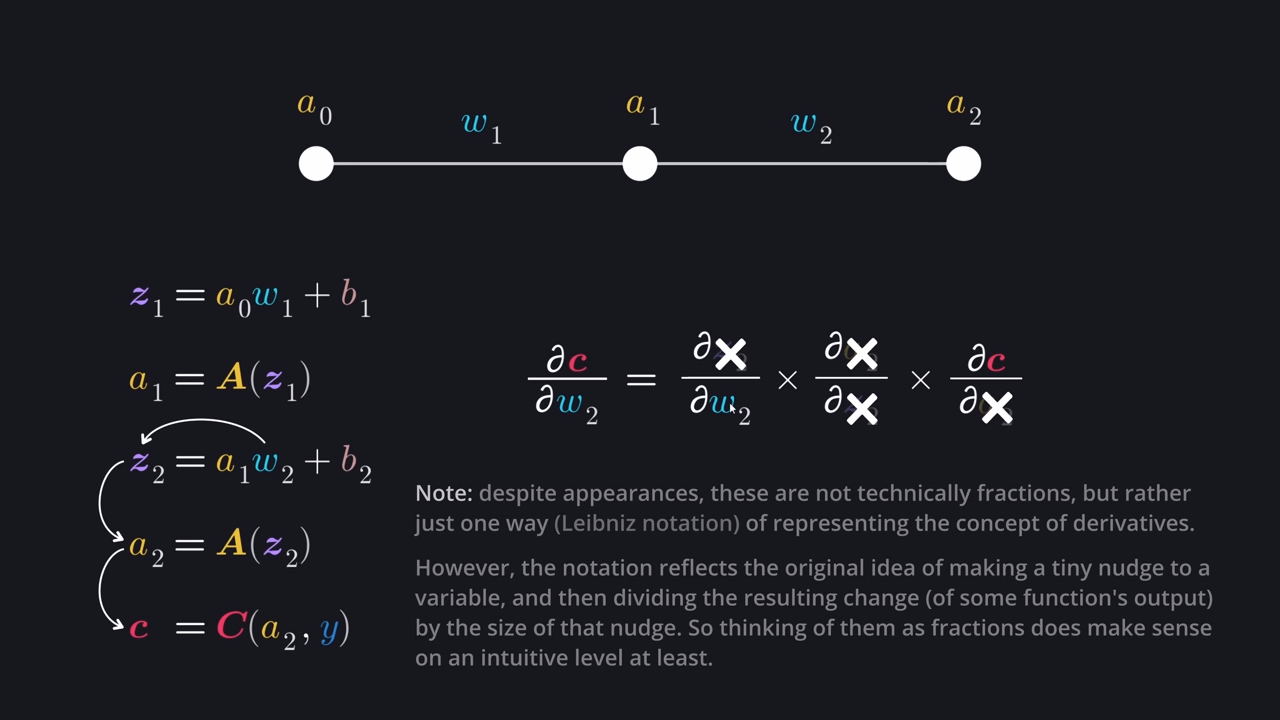 a₀ w₁ a₁ w₂ a₂
z₁ = a₀w₁ + b₁
a₁ = A(z₁)
z₂ = a₁w₂ + b₂
a₂ = A(z₂)
c = C(a₂, y)
∂c/∂w₂ = ∂/∂w₂ × ∂/∂ × ∂c/∂
Note: despite appearances, these are not technically fractions, but rather
just one way (Leibniz notation) of representing the concept of derivatives.
However, the notation reflects the original idea of making a tiny nudge to a
variable, and then dividing the resulting change (of some function's output)
by the size of that nudge. So thinking of them as fractions does make sense
on an intuitive level at least.